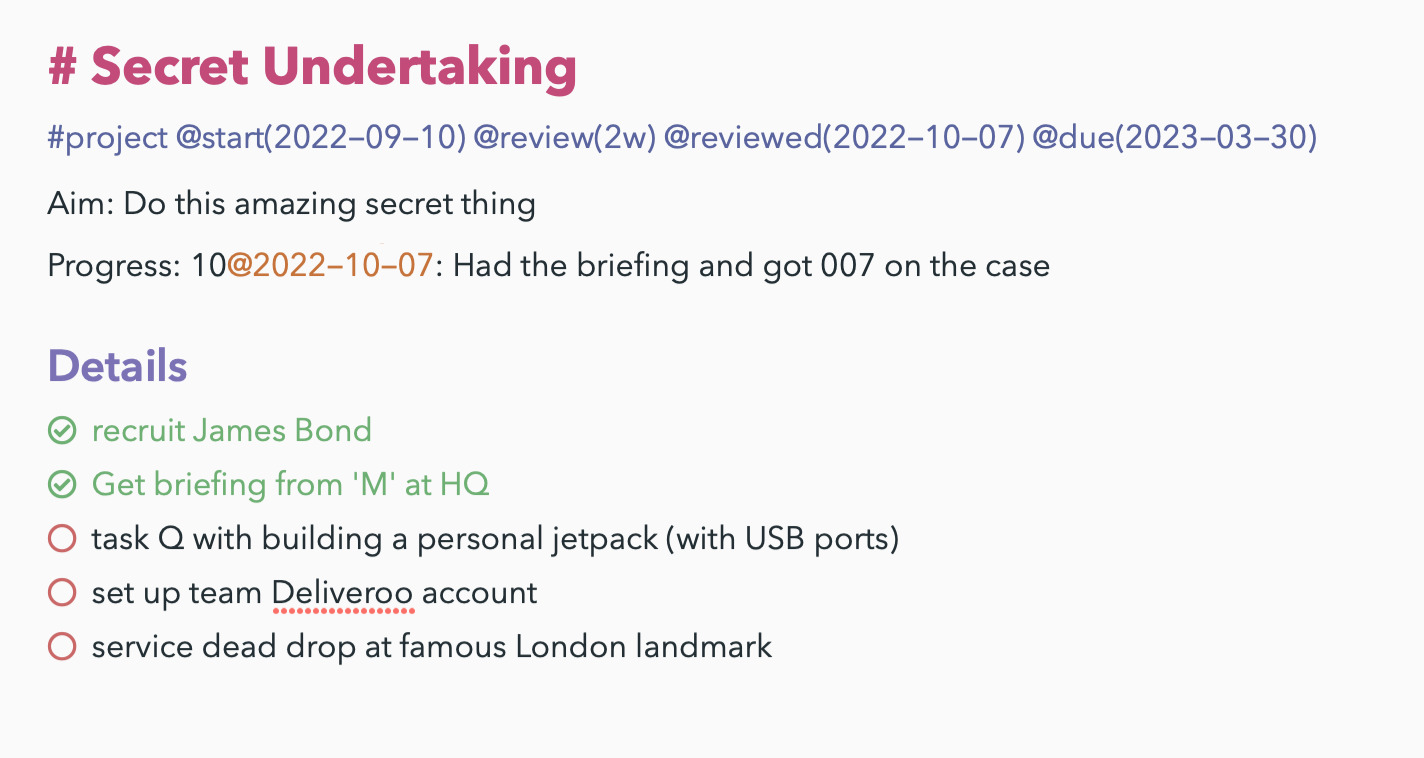 # Secret Undertaking
#project @start(2022–09–10) @review(2w) @reviewed(2022–10–07) @due(2023–03–30)
Aim: Do this amazing secret thing
Progress: 10@2022–10–07: Had the briefing and got 007 on the case
Details
recruit James Bond
Get briefing from 'M' at HQ
task Q with building a personal jetpack (with USB ports)
set up team Deliveroo account
service dead drop at famous London landmark